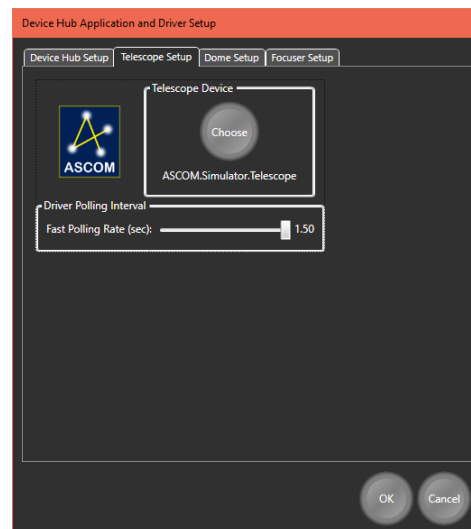 Device Hub Application and Driver Setup
Device Hub Setup Telescope Setup Dome Setup Focuser Setup
ASCOM
Telescope Device
Choose
ASCOM.Simulator.Telescope
Driver Polling Interval
Fast Polling Rate (sec): 1.50
OK Cancel